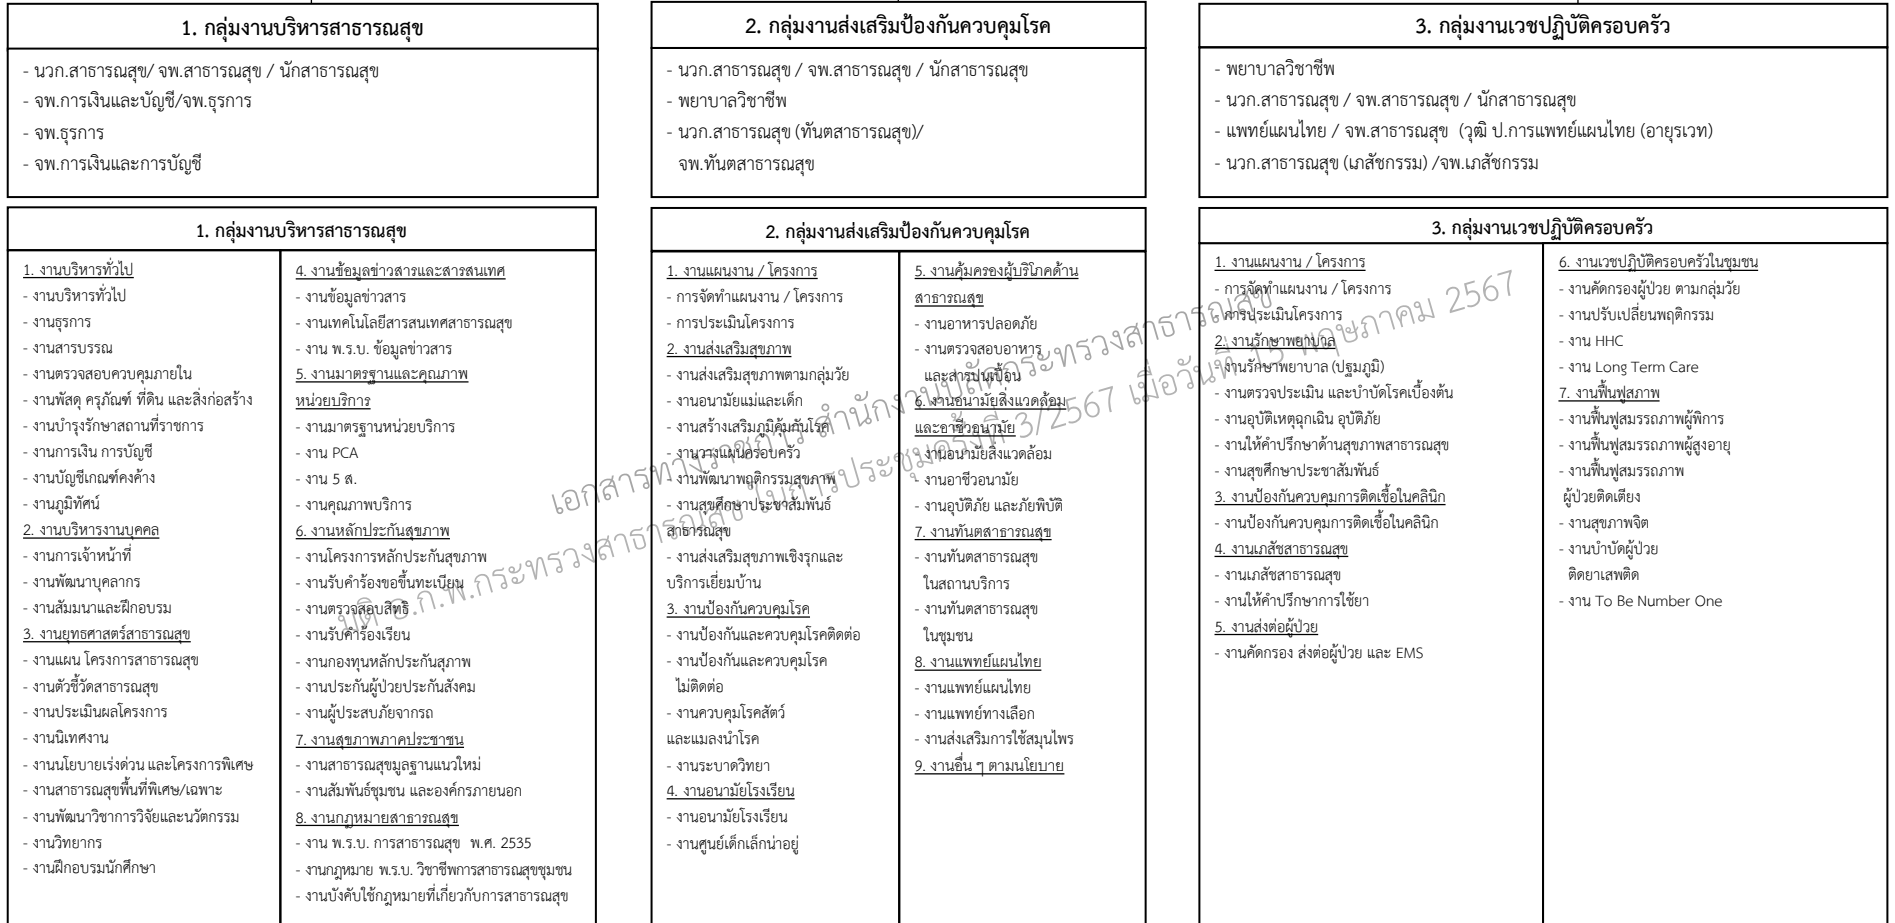 1. กลุ่มงานบริหารสาธารณสุข
- นวก.สาธารณสุข/ จพ.สาธารณสุข / นักสาธารณสุข
- จพ.การเงินและบัญชี/จพ.ธุรการ
- จพ.ธุรการ
- จพ.การเงินและการบัญชี
2. กลุ่มงานส่งเสริมป้องกันควบคุมโรค
- นวก.สาธารณสุข / จพ.สาธารณสุข / นักสาธารณสุข
- พยาบาลวิชาชีพ
- นวก.สาธารณสุข (ทันตสาธารณสุข)/
จพ.ทันตสาธารณสุข
3. กลุ่มงานเวชปฏิบัติครอบครัว
- พยาบาลวิชาชีพ
- นวก.สาธารณสุข / จพ.สาธารณสุข / นักสาธารณสุข
- แพทย์แผนไทย / จพ.สาธารณสุข (วุฒิ ป.การแพทย์แผนไทย (อายุรเวท)
- นวก.สาธารณสุข (เภสัชกรรม) /จพ.เภสัชกรรม
1. กลุ่มงานบริหารสาธารณสุข
1. งานบริหารทั่วไป
- งานบริหารทั่วไป
- งานธุรการ
- งานสารบรรณ
- งานตรวจสอบควบคุมภายใน
- งานพัสดุ ครุภัณฑ์ ที่ดิน และสิ่งก่อสร้าง
- งานบำรุงรักษาสถานที่ราชการ
- งานการเงิน การบัญชี
- งานบัญชีเกณฑ์คงค้าง
- งานภูมิทัศน์
2. งานบริหารงานบุคคล
- งานการเจ้าหน้าที่
- งานพัฒนาบุคลากร
- งานสัมมนาและฝึกอบรม
3. งานยุทธศาสตร์สาธารณสุข
- งานแผน โครงการสาธารณสุข
- งานตัวชี้วัดสาธารณสุข
- งานประเมินผลโครงการ
- งานนิเทศงาน
- งานนโยบายเร่งด่วน และโครงการพิเศษ
- งานสาธารณสุขพื้นที่พิเศษ/เฉพาะ
- งานพัฒนาวิชาการวิจัยและนวัตกรรม
- งานวิทยากร
- งานฝึกอบรมนักศึกษา
4. งานข้อมูลข่าวสารและสารสนเทศ
- งานข้อมูลข่าวสาร
- งานเทคโนโลยีสารสนเทศสาธารณสุข
- งาน พ.ร.บ. ข้อมูลข่าวสาร
5. งานมาตรฐานและคุณภาพ
หน่วยบริการ
- งานมาตรฐานหน่วยบริการ
- งาน PCA
- งาน 5 ส.
- งานคุณภาพบริการ
6. งานหลักประกันสุขภาพ
- งานโครงการหลักประกันสุขภาพ
- งานรับคำร้องขอขึ้นทะเบียน
- งานตรวจสอบสิทธิ
- งานรับคำร้องเรียน
- งานกองทุนหลักประกันสุภาพ
- งานประกันผู้ป่วยประกันสังคม
- งานผู้ประสบภัยจากรถ
7. งานสุขภาพภาคประชาชน
- งานสาธารณสุขมูลฐานแนวใหม่
- งานสัมพันธ์ชุมชน และองค์กรภายนอก
8. งานกฎหมายสาธารณสุข
- งาน พ.ร.บ. การสาธารณสุข พ.ศ. 2535
- งานกฎหมาย พ.ร.บ. วิชาชีพการสาธารณสุขชุมชน
- งานบังคับใช้กฎหมายที่เกี่ยวกับการสาธารณสุข
2. กลุ่มงานส่งเสริมป้องกันควบคุมโรค
1. งานแผนงาน / โครงการ
- การจัดทำแผนงาน / โครงการ
- การประเมินโครงการ
2. งานส่งเสริมสุขภาพ
- งานส่งเสริมสุขภาพตามกลุ่มวัย
- งานอนามัยแม่และเด็ก
- งานสร้างเสริมภูมิคุ้มกันโรค
- งานวางแผนครอบครัว
- งานพัฒนาพฤติกรรมสุขภาพ
- งานสุขศึกษาประชาสัมพันธ์
สาธารณสุข
- งานส่งเสริมสุขภาพเชิงรุกและ
บริการเยี่ยมบ้าน
3. งานป้องกันควบคุมโรค
- งานป้องกันและควบคุมโรคติดต่อ
- งานป้องกันและควบคุมโรค
ไม่ติดต่อ
- งานควบคุมโรคสัตว์
และแมลงนำโรค
- งานระบาดวิทยา
4. งานอนามัยโรงเรียน
- งานอนามัยโรงเรียน
- งานศูนย์เด็กเล็กน่าอยู่
5. งานคุ้มครองผู้บริโภคด้าน
สาธารณสุข
- งานอาหารปลอดภัย
- งานตรวจสอบอาหาร
และสารปนเปื้อน
6. งานอนามัยสิ่งแวดล้อม
และอาชีวอนามัย
- งานอนามัยสิ่งแวดล้อม
- งานอาชีวอนามัย
- งานอุบัติภัย และภัยพิบัติ
7. งานทันตสาธารณสุข
- งานทันตสาธารณสุข
ในสถานบริการ
- งานทันตสาธารณสุข
ในชุมชน
8. งานแพทย์แผนไทย
- งานแพทย์แผนไทย
- งานแพทย์ทางเลือก
- งานส่งเสริมการใช้สมุนไพร
9. งานอื่น ๆ ตามนโยบาย
3. กลุ่มงานเวชปฏิบัติครอบครัว
1. งานแผนงาน / โครงการ
- การจัดทำแผนงาน / โครงการ
- การประเมินโครงการ
2. งานรักษาพยาบาล
- งานรักษาพยาบาล (ปฐมภูมิ)
- งานตรวจประเมิน และบำบัดโรคเบื้องต้น
- งานอุบัติเหตุฉุกเฉิน อุบัติภัย
- งานให้คำปรึกษาด้านสุขภาพสาธารณสุข
- งานสุขศึกษาประชาสัมพันธ์
3. งานป้องกันควบคุมการติดเชื้อในคลินิก
- งานป้องกันควบคุมการติดเชื้อในคลินิก
4. งานเภสัชสาธารณสุข
- งานเภสัชสาธารณสุข
- งานให้คำปรึกษาการใช้ยา
5. งานส่งต่อผู้ป่วย
- งานคัดกรอง ส่งต่อผู้ป่วย และ EMS
6. งานเวชปฏิบัติครอบครัวในชุมชน
- งานคัดกรองผู้ป่วย ตามกลุ่มวัย
- งานปรับเปลี่ยนพฤติกรรม
- งาน HHC
- งาน Long Term Care
7. งานฟื้นฟูสภาพ
- งานฟื้นฟูสมรรถภาพผู้พิการ
- งานฟื้นฟูสมรรถภาพผู้สูงอายุ
- งานฟื้นฟูสมรรถภาพ
ผู้ป่วยติดเตียง
- งานสุขภาพจิต
- งานบำบัดผู้ป่วย
ติดยาเสพติด
- งาน To Be Number One
เอกสารทางราชการ สำนักงานปลัดกระทรวงสาธารณสุข
มติ อ.ก.พ.กระทรวงสาธารณสุข ในการประชุมครั้งที่ 3/2567 เมื่อวันที่ 15 พฤษภาคม 2567